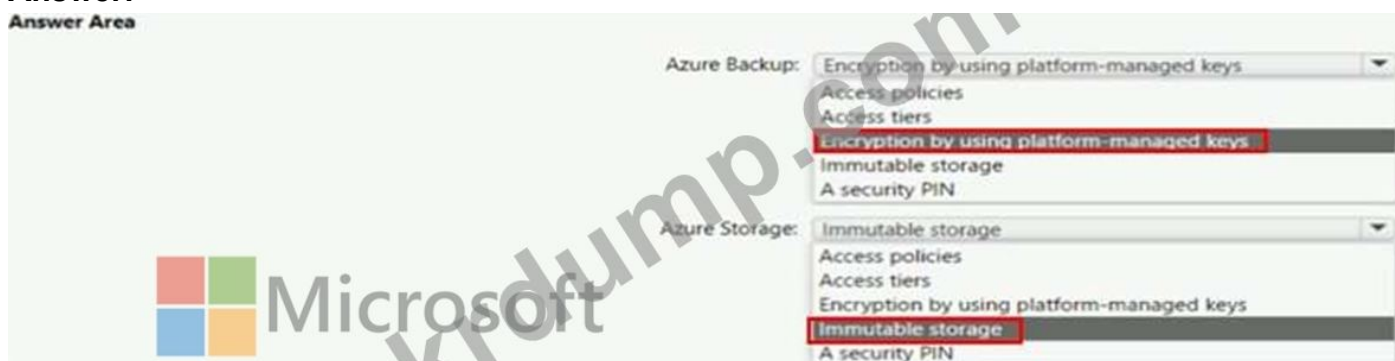 Answer Area
Azure Backup: Encryption by using platform-managed keys
Access policies
Access tiers
Encryption by using platform-managed keys
Immutable storage
A security PIN
Azure Storage: Immutable storage
Access policies
Access tiers
Encryption by using platform-managed keys
Immutable storage
A security PIN
Microsoft
krdump.com